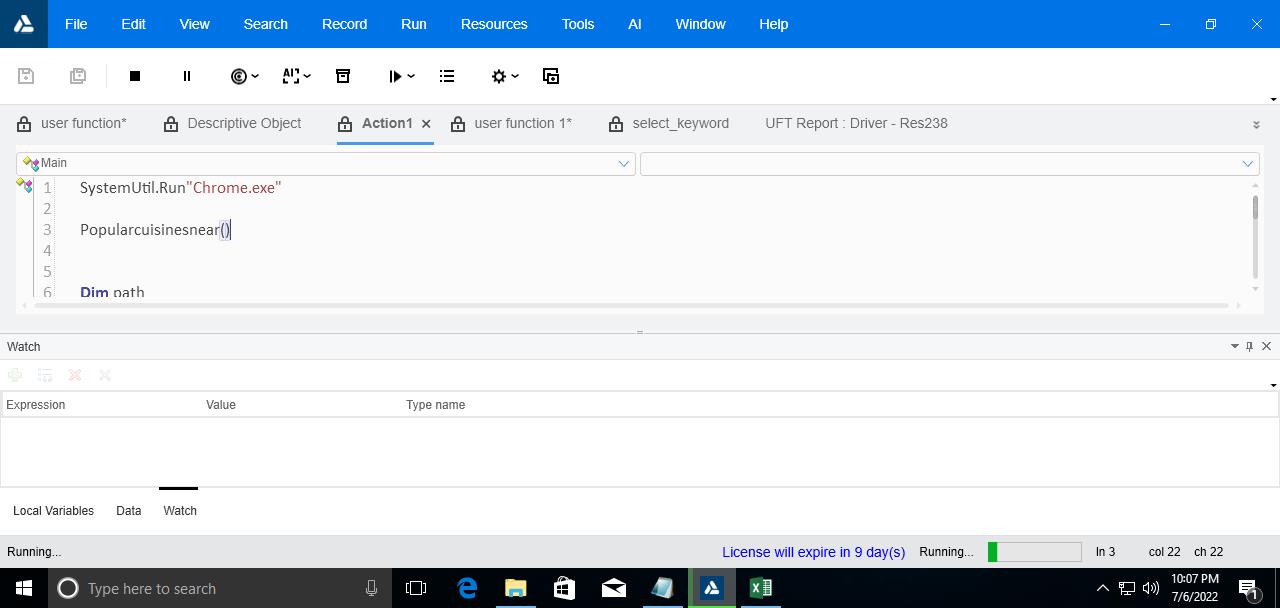 File Edit View Search Record Run Resources Tools AI Window Help
AI
user function* Descriptive Object Action1 user function 1* select_keyword UFT Report : Driver - Res238
Main
1 SystemUtil.Run"Chrome.exe"
2
3 Popularcuisinesnear()
4
5
6 Dim path
Watch
Expression Value Type name
Local Variables Data Watch
Running... License will expire in 9 day(s) Running... ln 3 col 22 ch 22
Type here to search
10:07 PM
7/6/2022
1